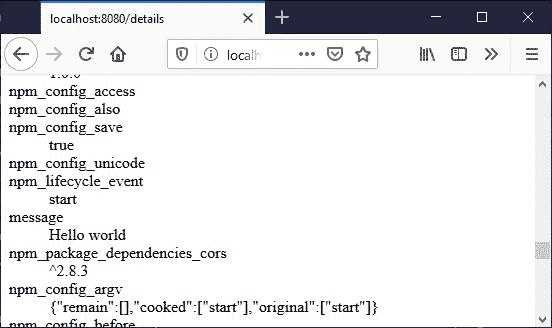 localhost:8080/details
localh
npm_config_access
npm_config_also
npm_config_save
true
npm_config_unicode
npm_lifecycle_event
start
message
Hello world
npm_package_dependencies_cors
^2.8.3
npm_config_argv
{"remain":[],"cooked":["start"],"original":["start"]}
npm_config_before